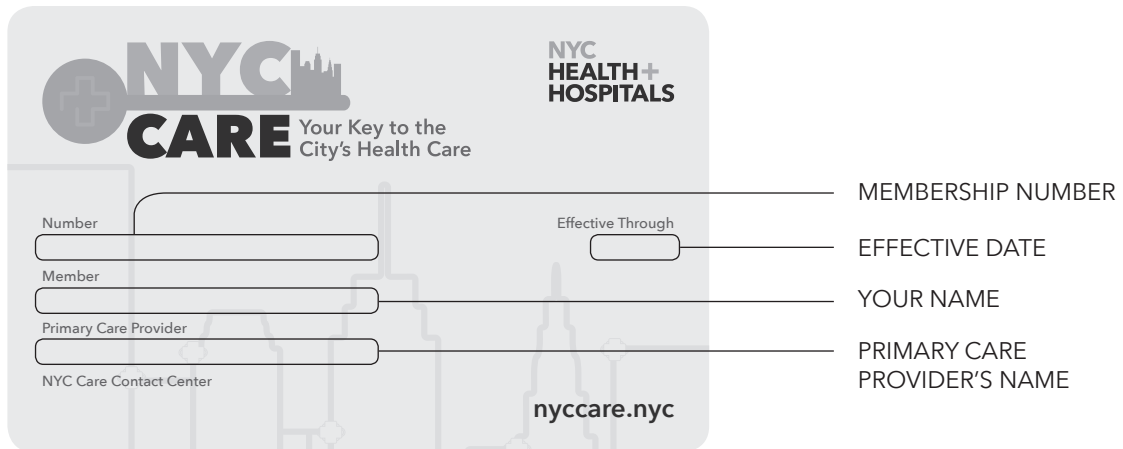 NYC
CARE
Your Key to the
City's Health Care
NYC
HEALTH+
HOSPITALS
Number
Effective Through
Member
Primary Care Provider
NYC Care Contact Center
nyccare.nyc
MEMBERSHIP NUMBER
EFFECTIVE DATE
YOUR NAME
PRIMARY CARE
PROVIDER'S NAME